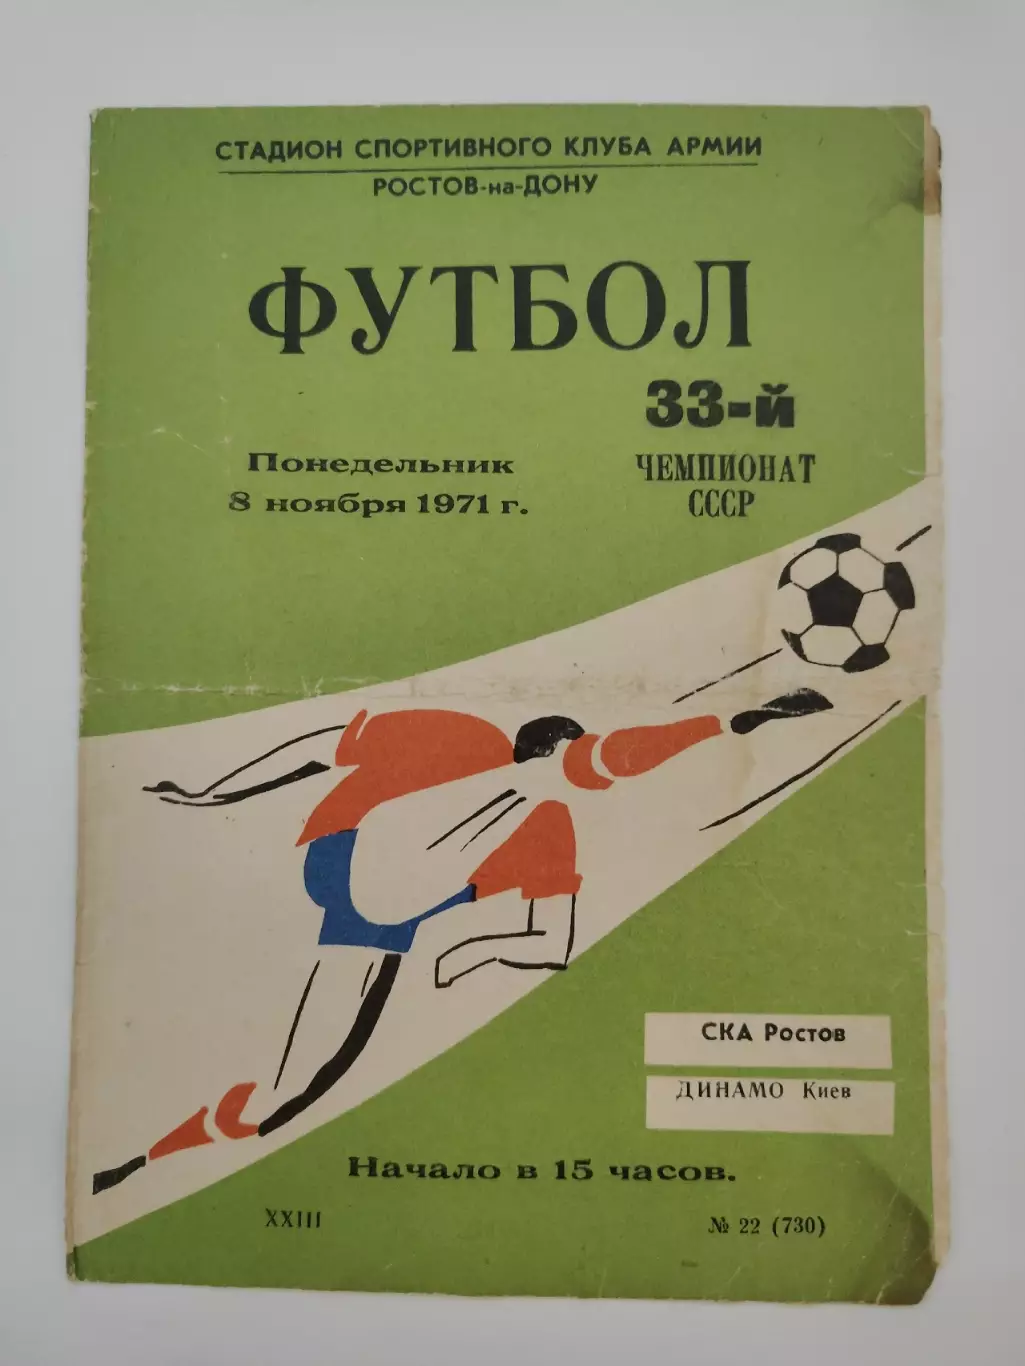 СТАДИОН СПОРТИВНОГО КЛУБА АРМИИ
РОСТОВ-на-ДОНУ
ФУТБОЛ
33-й
ЧЕМПИОНАТ
СССР
Понедельник
8 ноября 1971 г.
СКА Ростов
ДИНАМО Киев
Начало в 15 часов.
XXIII
№ 22 (730)